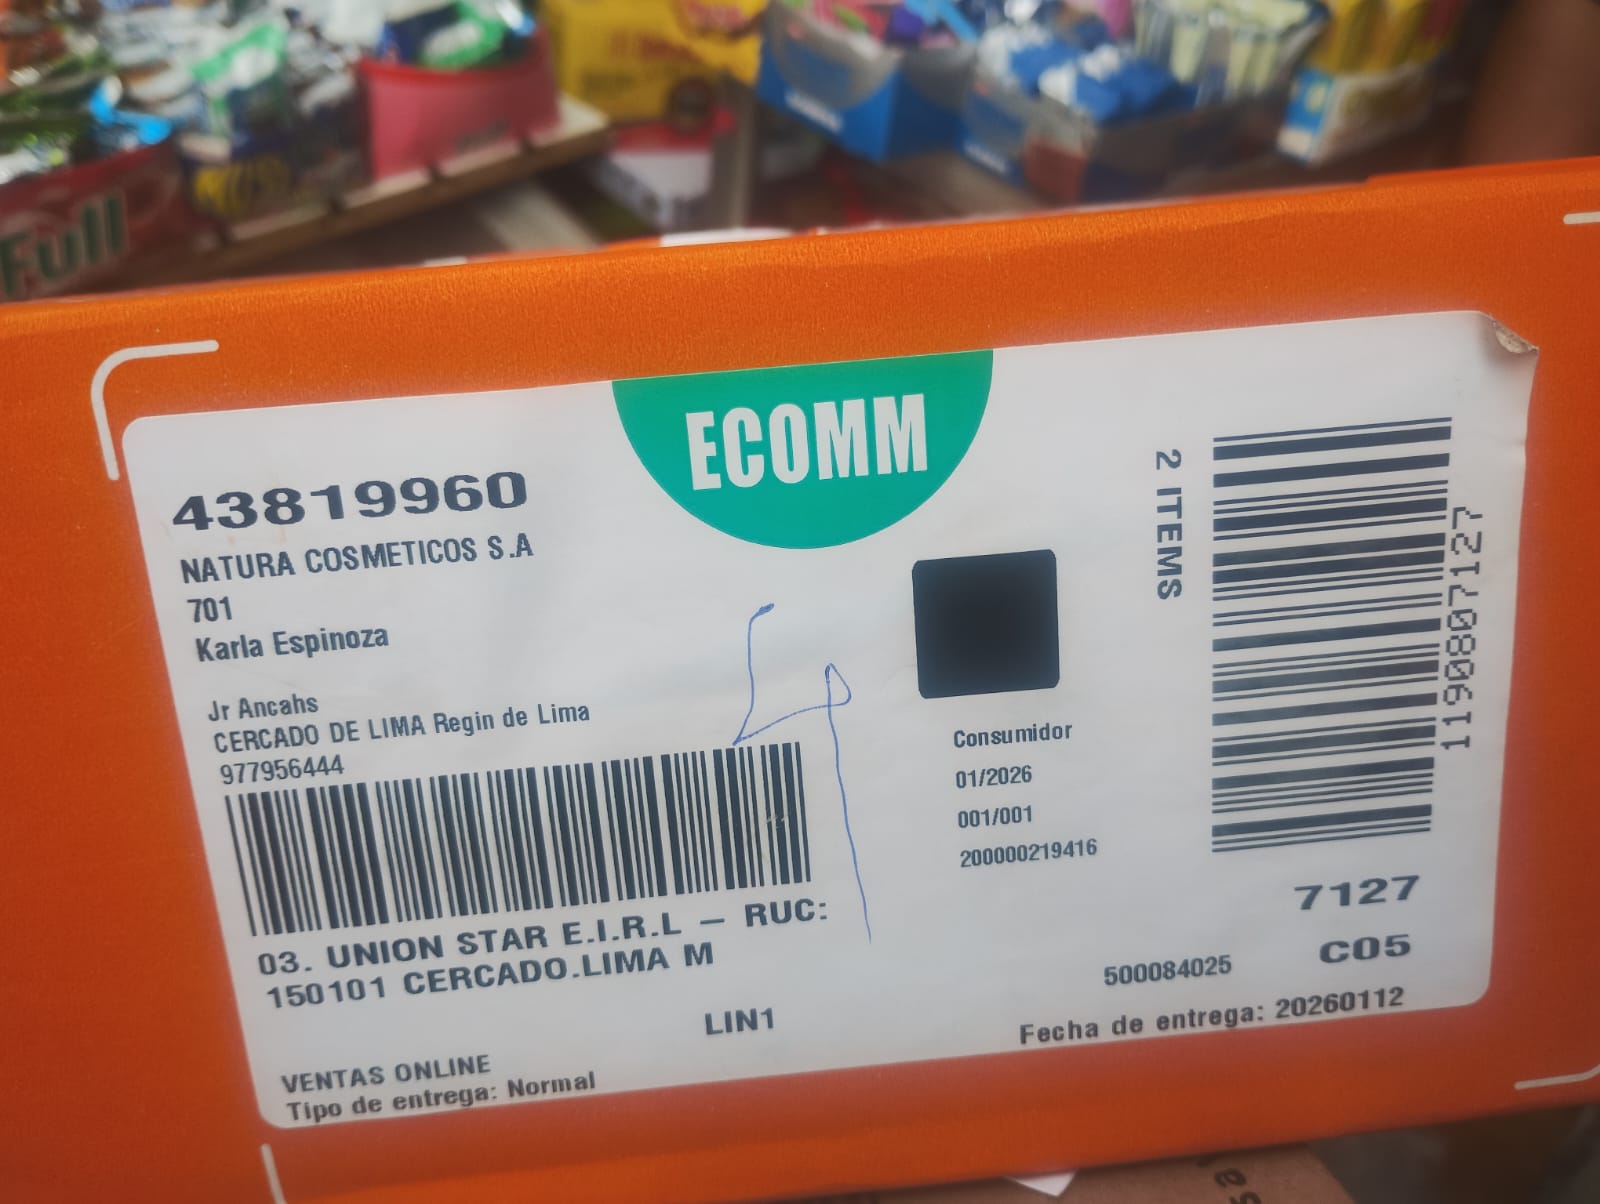 Full
ECOMM
43819960
NATURA COSMETICOS S.A
701
Karla Espinoza
Jr Ancahs
CERCADO DE LIMA Regin de Lima
977956444
03. UNION STAR E.I.R.L – RUC:
150101 CERCADO.LIMA M
LIN1
VENTAS ONLINE
Tipo de entrega: Normal
Consumidor
01/2026
001/001
200000219416
2 ITEMS
1190807127
7127
C05
500084025
Fecha de entrega: 20260112